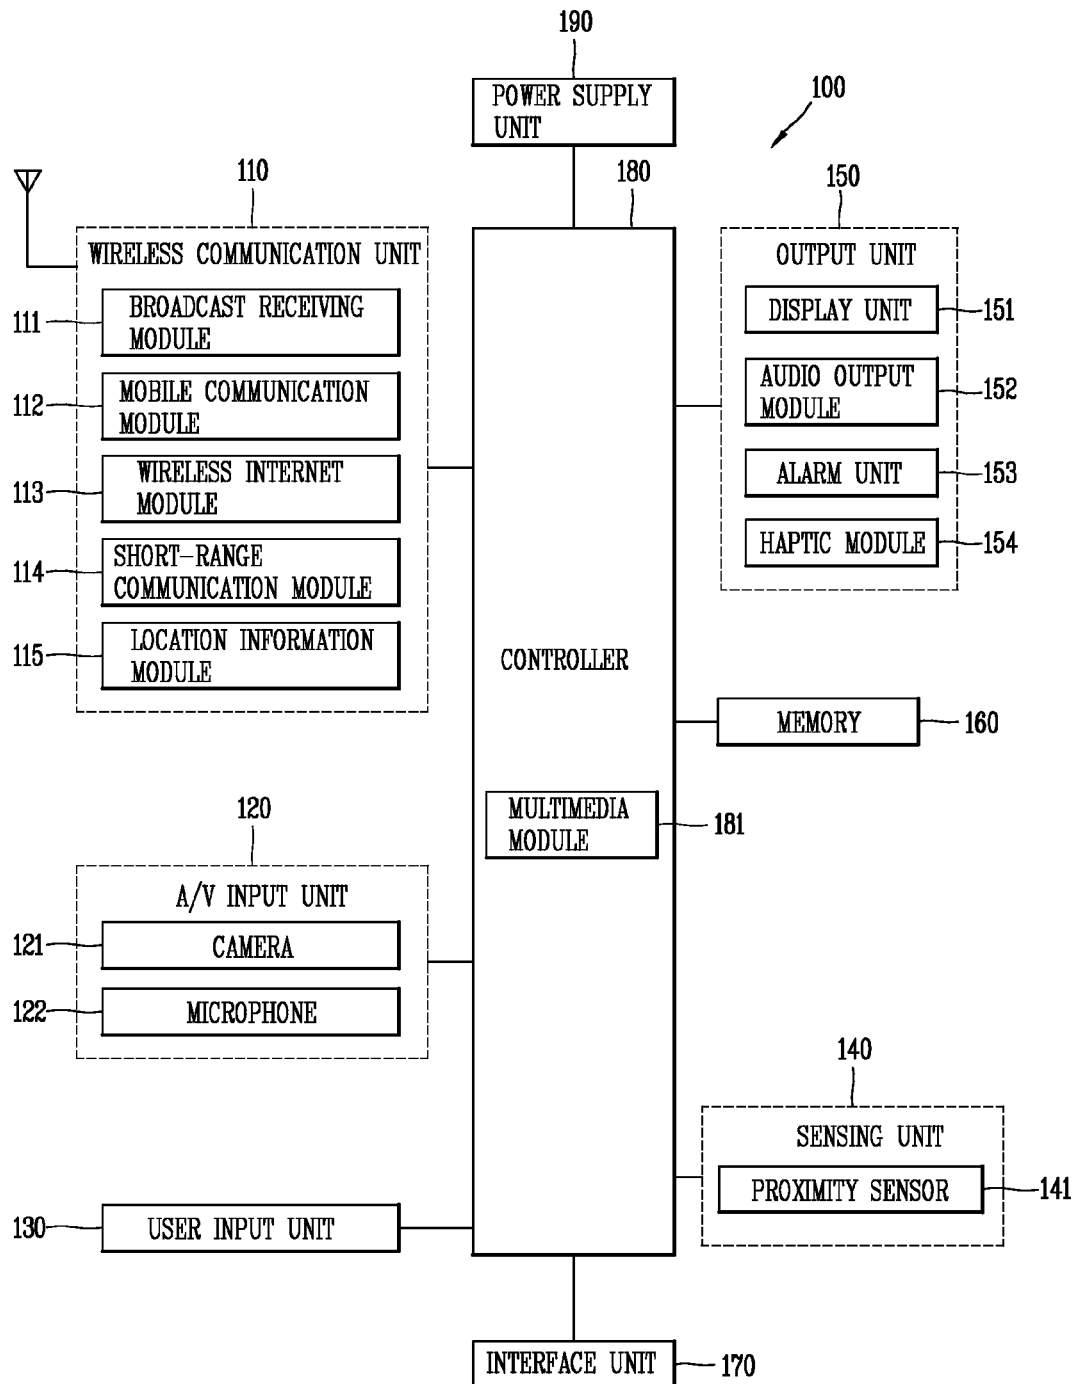 190
POWER SUPPLY
UNIT
100
110
180
150
WIRELESS COMMUNICATION UNIT
111
BROADCAST RECEIVING
MODULE
112
MOBILE COMMUNICATION
MODULE
113
WIRELESS INTERNET
MODULE
114
SHORT-RANGE
COMMUNICATION MODULE
115
LOCATION INFORMATION
MODULE
OUTPUT UNIT
DISPLAY UNIT
151
AUDIO OUTPUT
MODULE
152
ALARM UNIT
153
HAPTIC MODULE
154
CONTROLLER
MEMORY
160
MULTIMEDIA
MODULE
181
120
A/V INPUT UNIT
121
CAMERA
122
MICROPHONE
140
SENSING UNIT
PROXIMITY SENSOR
141
130
USER INPUT UNIT
INTERFACE UNIT
170